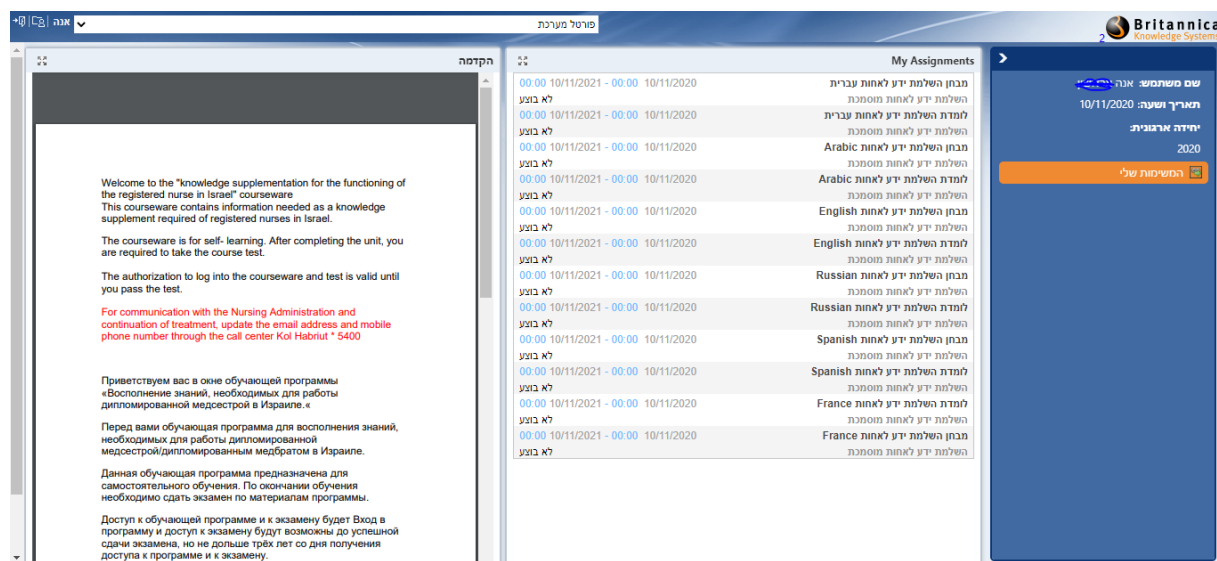 אנה
פורטל מערכת
Britannica
Knowledge Systems
2
שם משתמש: אנה
תאריך ושעה: 10/11/2020
יחידה ארגונית:
2020
המשימות שלי
My Assignments
מבחן השלמת ידע לאחות עברית 10/11/2020 00:00 - 10/11/2021 00:00
השלמת ידע לאחות מוסמכת לא בוצע
לומדת השלמת ידע לאחות עברית
השלמת ידע לאחות מוסמכת לא בוצע
מבחן השלמת ידע לאחות Arabic 10/11/2020 00:00 - 10/11/2021 00:00
השלמת ידע לאחות מוסמכת לא בוצע
לומדת השלמת ידע לאחות Arabic 10/11/2020 00:00 - 10/11/2021 00:00
השלמת ידע לאחות מוסמכת לא בוצע
מבחן השלמת ידע לאחות English 10/11/2020 00:00 - 10/11/2021 00:00
השלמת ידע לאחות מוסמכת לא בוצע
לומדת השלמת ידע לאחות English 10/11/2020 00:00 - 10/11/2021 00:00
השלמת ידע לאחות מוסמכת לא בוצע
מבחן השלמת ידע לאחות Russian 10/11/2020 00:00 - 10/11/2021 00:00
השלמת ידע לאחות מוסמכת לא בוצע
לומדת השלמת ידע לאחות Russian 10/11/2020 00:00 - 10/11/2021 00:00
השלמת ידע לאחות מוסמכת לא בוצע
מבחן השלמת ידע לאחות Spanish 10/11/2020 00:00 - 10/11/2021 00:00
השלמת ידע לאחות מוסמכת לא בוצע
לומדת השלמת ידע לאחות Spanish 10/11/2020 00:00 - 10/11/2021 00:00
השלמת ידע לאחות מוסמכת לא בוצע
לומדת השלמת ידע לאחות France 10/11/2020 00:00 - 10/11/2021 00:00
השלמת ידע לאחות מוסמכת לא בוצע
מבחן השלמת ידע לאחות France 10/11/2020 00:00 - 10/11/2021 00:00
השלמת ידע לאחות מוסמכת לא בוצע
הקדמה
Welcome to the "knowledge supplementation for the functioning of
the registered nurse in Israel" courseware
This courseware contains information needed as a knowledge
supplement required of registered nurses in Israel.
The courseware is for self- learning. After completing the unit, you
are required to take the course test.
The authorization to log into the courseware and test is valid until
you pass the test.
For communication with the Nursing Administration and
continuation of treatment, update the email address and mobile
phone number through the call center Kol Habriut * 5400
Приветствуем вас в окне обучающей программы
«Восполнение знаний, необходимых для работы
дипломированной медсестрой в Израиле.«
Перед вами обучающая программа для восполнения знаний,
необходимых для работы дипломированной
медсестрой/дипломированным медбратом в Израиле.
Данная обучающая программа предназначена для
самостоятельного обучения. По окончании обучения
необходимо сдать экзамен по материалам программы.
Доступ к обучающей программе и к экзамену будет Вход в
программу и доступ к экзамену будут возможны до успешной
сдачи экзамена, но не дольше трёх лет со дня получения
доступа к программе и к экзамену.